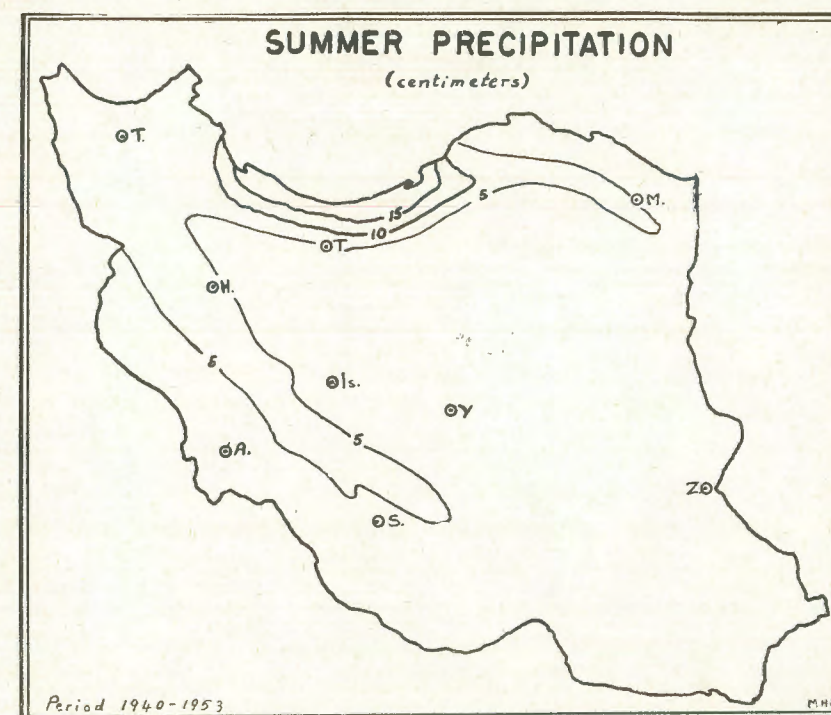 SUMMER PRECIPITATION
(centimeters)
T.
M.
5
15
10
T.
H.
5
Is.
Y
5
A.
Z
S.
Period 1940-1953